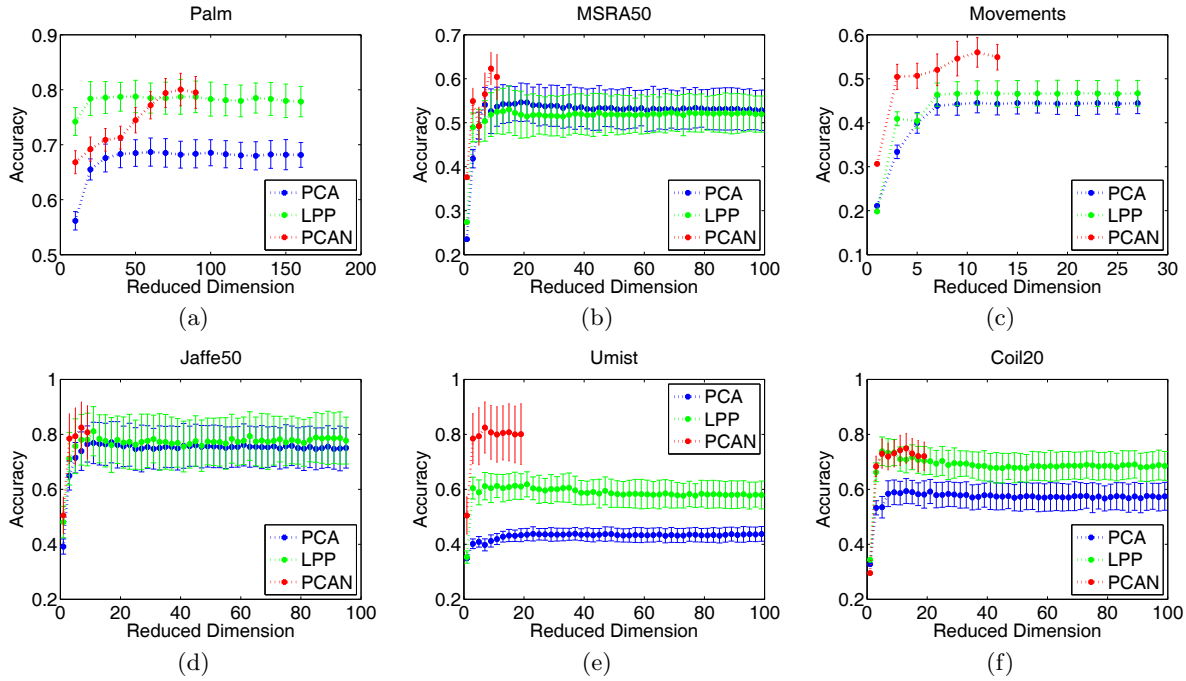 Palm
0.9
0.8
0.7
0.6
0.5
Accuracy
0 50 100 150 200
Reduced Dimension
PCA
LPP
PCAN
(a)
MSRA50
0.7
0.6
0.5
0.4
0.3
0.2
Accuracy
0 20 40 60 80 100
Reduced Dimension
PCA
LPP
PCAN
(b)
Movements
0.6
0.5
0.4
0.3
0.2
0.1
Accuracy
0 5 10 15 20 25 30
Reduced Dimension
PCA
LPP
PCAN
(c)
Jaffe50
1
0.8
0.6
0.4
0.2
Accuracy
0 20 40 60 80 100
Reduced Dimension
PCA
LPP
PCAN
(d)
Umist
1
0.8
0.6
0.4
0.2
Accuracy
0 20 40 60 80 100
Reduced Dimension
PCA
LPP
PCAN
(e)
Coil20
1
0.8
0.6
0.4
0.2
Accuracy
0 20 40 60 80 100
Reduced Dimension
PCA
LPP
PCAN
(f)